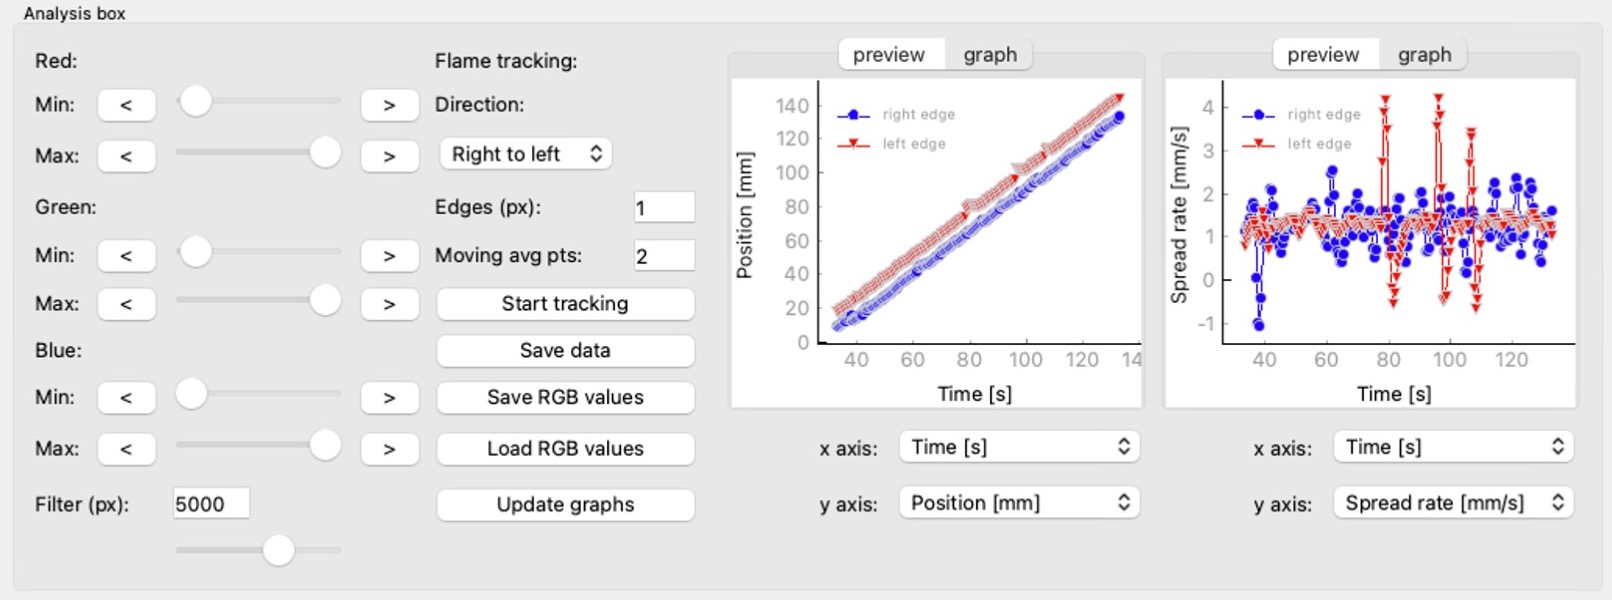 Analysis box
Red:
Min: < >
Max: < >
Green:
Min: < >
Max: < >
Blue:
Min: < >
Max: < >
Filter (px): 5000
Flame tracking:
Direction:
Right to left
Edges (px): 1
Moving avg pts: 2
Start tracking
Save data
Save RGB values
Load RGB values
Update graphs
preview graph
right edge
left edge
Position [mm]
140
120
100
80
60
40
20
0
40 60 80 100 120 14
Time [s]
x axis: Time [s]
y axis: Position [mm]
preview graph
right edge
left edge
Spread rate [mm/s]
4
3
2
1
0
-1
40 60 80 100 120
Time [s]
x axis: Time [s]
y axis: Spread rate [mm/s]